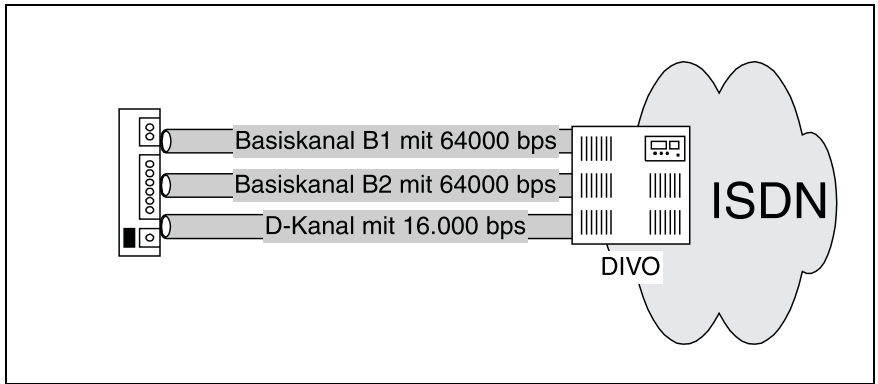 Basiskanal B1 mit 64000 bps
Basiskanal B2 mit 64000 bps
D-Kanal mit 16.000 bps
ISDN
DIVO